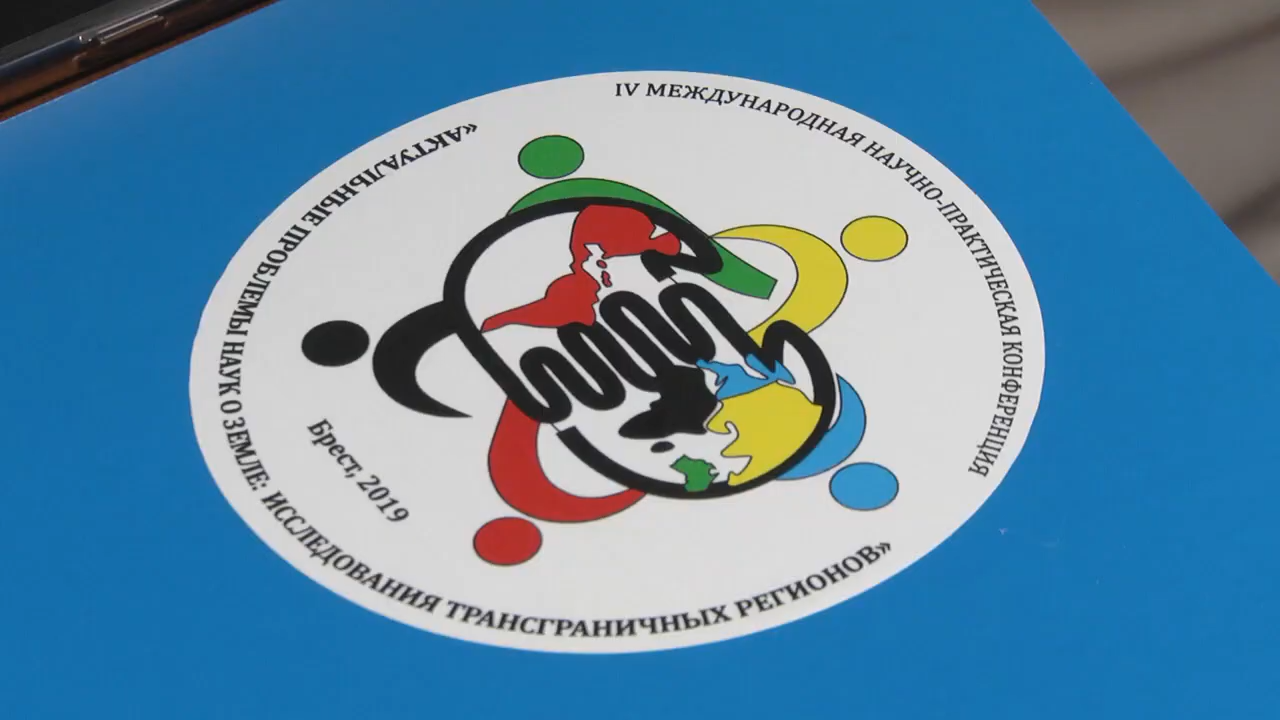 IV МЕЖДУНАРОДНАЯ НАУЧНО-ПРАКТИЧЕСКАЯ КОНФЕРЕНЦИЯ
«АКТУАЛЬНЫЕ ПРОБЛЕМЫ НАУК О ЗЕМЛЕ: ИССЛЕДОВАНИЯ ТРАНСГРАНИЧНЫХ РЕГИОНОВ»
Брест, 2019